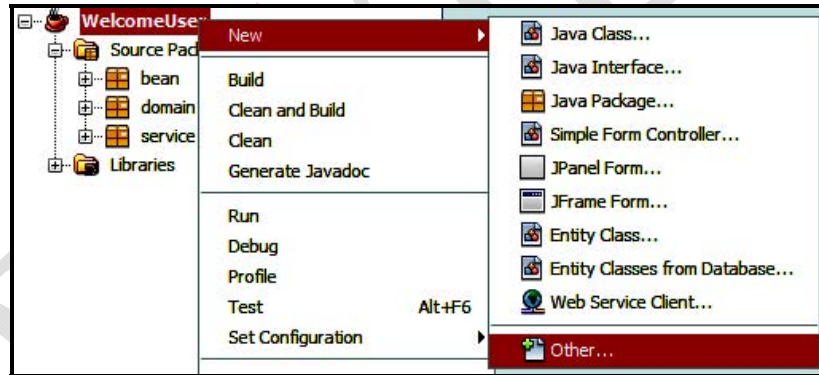 WelcomeUser
Source Pac
bean
domain
service
Libraries
New
Build
Clean and Build
Clean
Generate Javadoc
Run
Debug
Profile
Test Alt+F6
Set Configuration
Java Class...
Java Interface...
Java Package...
Simple Form Controller...
JPanel Form...
JFrame Form...
Entity Class...
Entity Classes from Database...
Web Service Client...
Other...